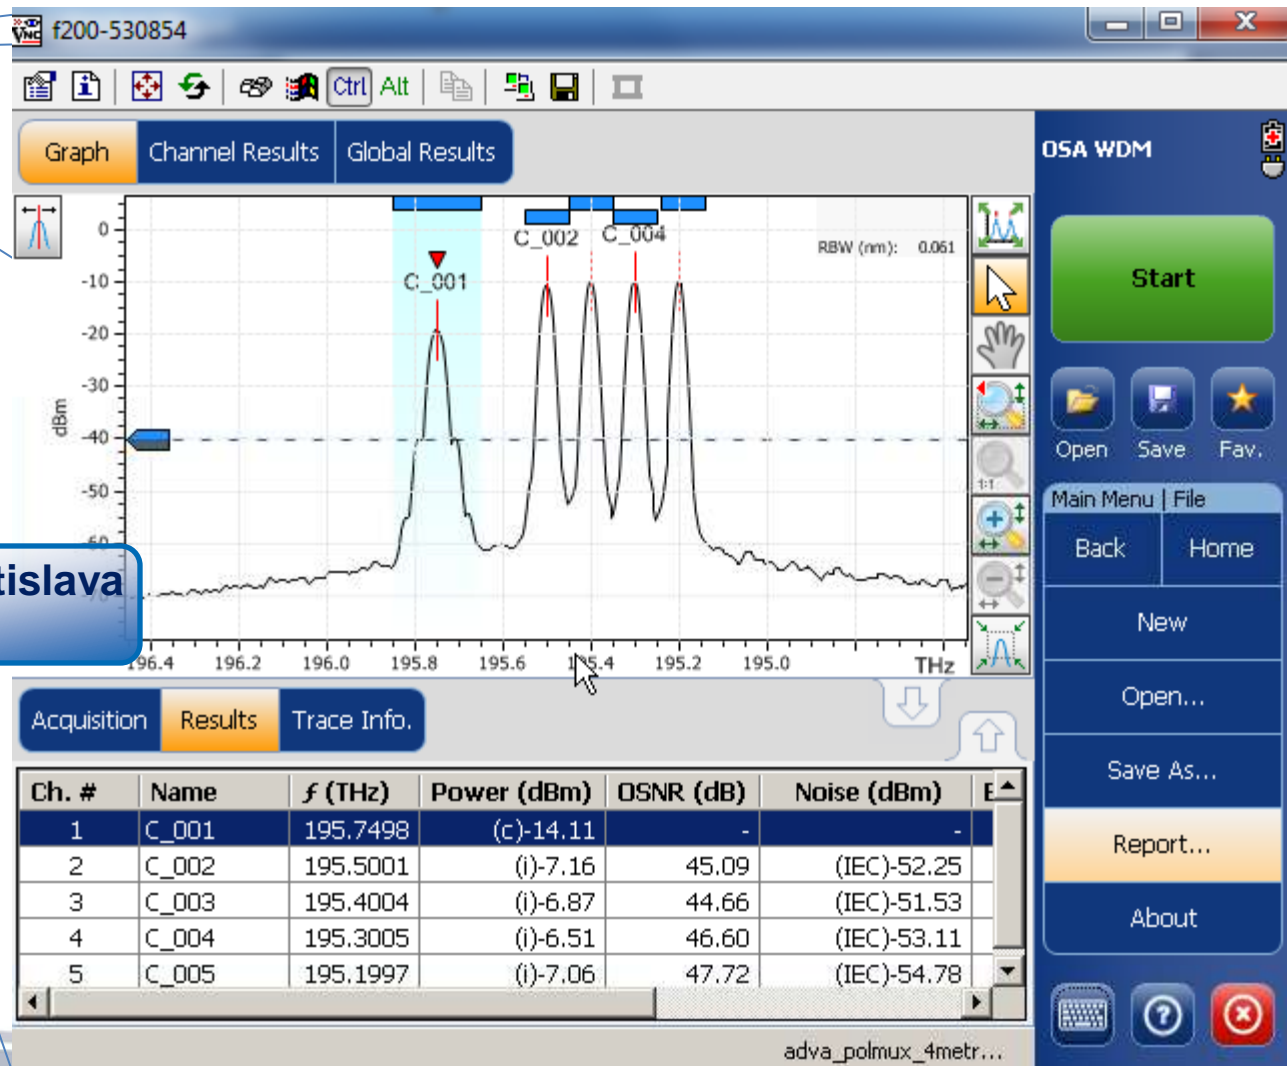 f200-530854
Ctrl Alt
Graph Channel Results Global Results
OSA WDM
0
-10
-20
-30
-40
-50
-60
-70
dBm
C_001
C_002
C_004
RBW (nm): 0.061
196.4 196.2 196.0 195.8 195.6 195.4 195.2 195.0 THz
1:1
tislava
Start
Open Save Fav.
Main Menu | File
Back Home
New
Open...
Save As...
Report...
About
Acquisition Results Trace Info.
Ch. # Name f (THz) Power (dBm) OSNR (dB) Noise (dBm)
1 C_001 195.7498 (c)-14.11 - -
2 C_002 195.5001 (i)-7.16 45.09 (IEC)-52.25
3 C_003 195.4004 (i)-6.87 44.66 (IEC)-51.53
4 C_004 195.3005 (i)-6.51 46.60 (IEC)-53.11
5 C_005 195.1997 (i)-7.06 47.72 (IEC)-54.78
adva_polmux_4metr...